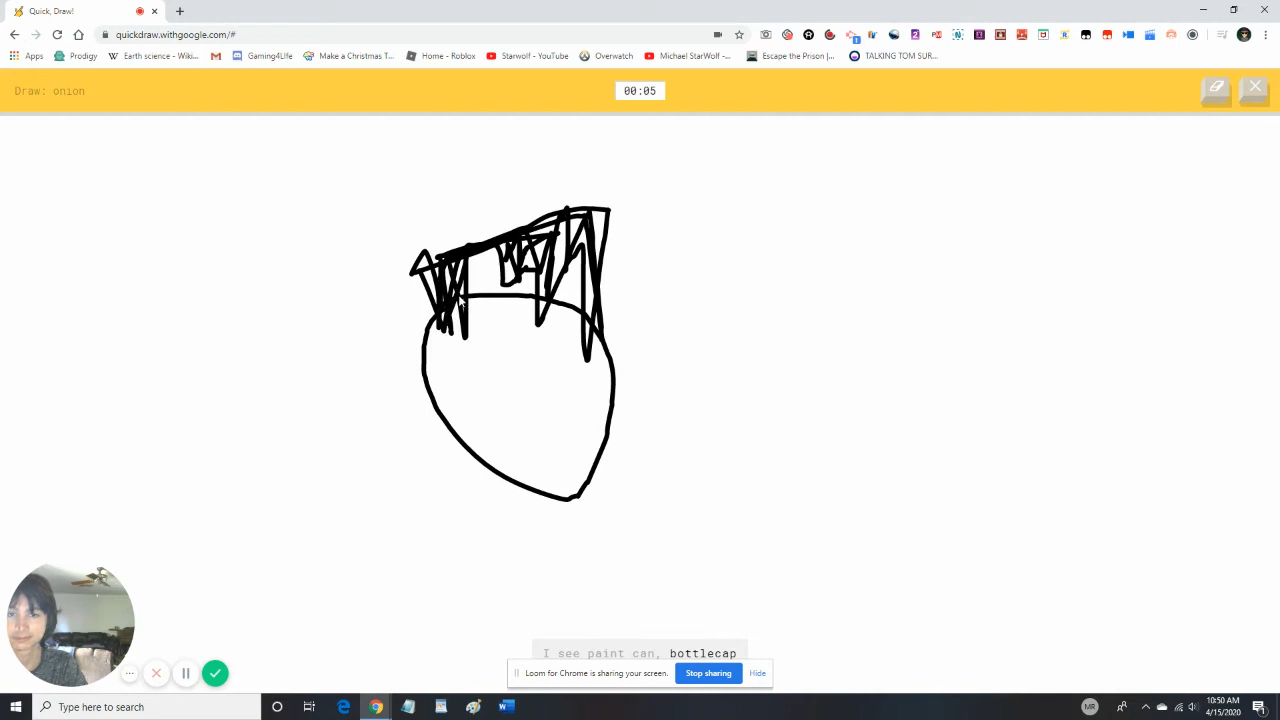 Quick, Draw!
quickdraw.withgoogle.com/#
Apps Prodigy Earth science - Wiki... Gaming4Life Make a Christmas T... Home - Roblox Starwolf - YouTube Overwatch Michael StarWolf -... Escape the Prison |... TALKING TOM SUR...
Draw: onion 00:05
I see paint can, bottlecap
Loom for Chrome is sharing your screen. Stop sharing Hide
Type here to search
MR
10:50 AM
4/15/2020